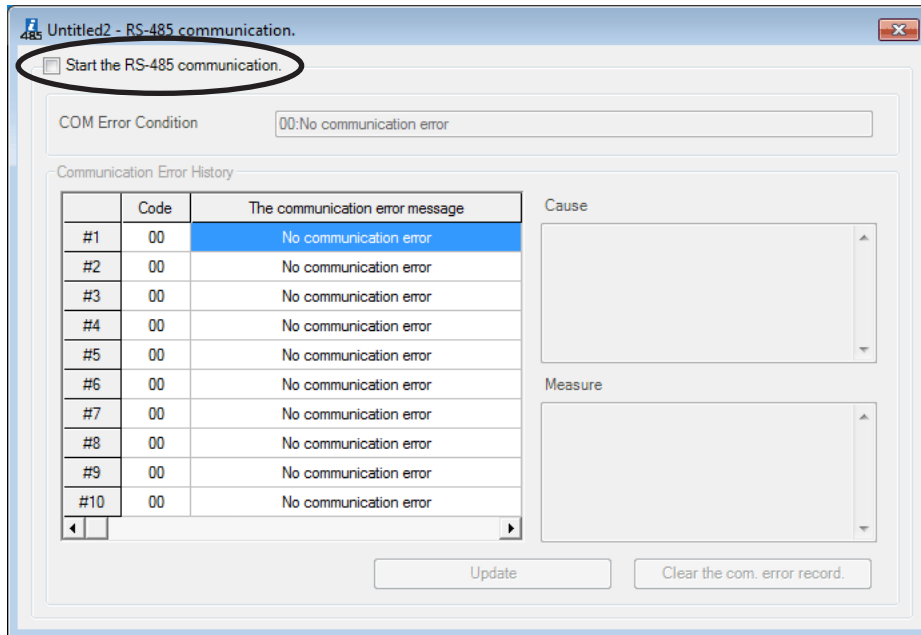 485 Untitled2 - RS-485 communication.
Start the RS-485 communication.
COM Error Condition 00:No communication error
Communication Error History
Code The communication error message
#1 00 No communication error
#2 00 No communication error
#3 00 No communication error
#4 00 No communication error
#5 00 No communication error
#6 00 No communication error
#7 00 No communication error
#8 00 No communication error
#9 00 No communication error
#10 00 No communication error
Cause
Measure
Update Clear the com. error record.